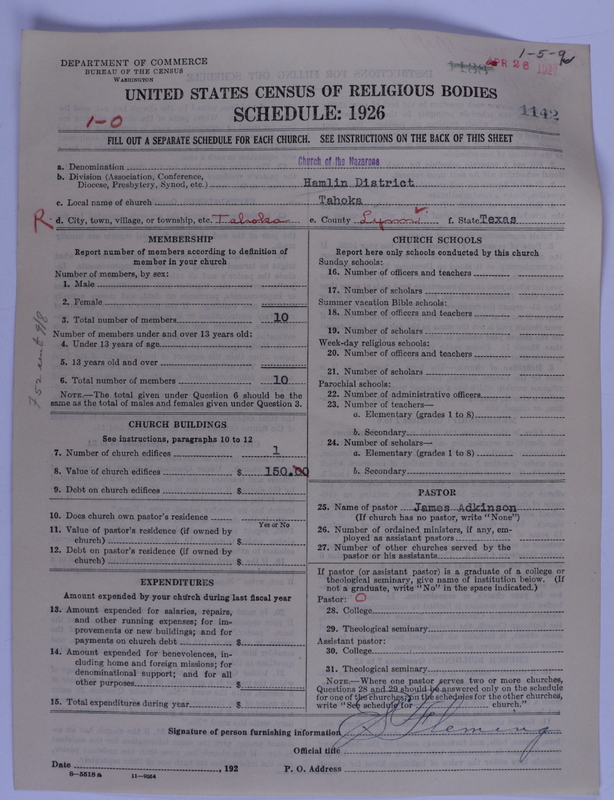 1-5-9
DEPARTMENT OF COMMERCE
BUREAU OF THE CENSUS
WASHINGTON
APR 26 1927
UNITED STATES CENSUS OF RELIGIOUS BODIES
SCHEDULE: 1926
1-0
1142
FILL OUT A SEPARATE SCHEDULE FOR EACH CHURCH. SEE INSTRUCTIONS ON THE BACK OF THIS SHEET
a. Denomination Church of the Nazarene
b. Division (Association, Conference, Diocese, Presbytery, Synod, etc.) Hamlin District
c. Local name of church Tahoka
R. d. City, town, village, or township, etc. Tahoka e. County Lynn f. State Texas
MEMBERSHIP
Report number of members according to definition of member in your church
Number of members, by sex:
1. Male
2. Female
3. Total number of members 10
Number of members under and over 13 years old:
4. Under 13 years of age
5. 13 years old and over
6. Total number of members 10
NOTE.—The total given under Question 6 should be the same as the total of males and females given under Question 3.
CHURCH BUILDINGS
See instructions, paragraphs 10 to 12
7. Number of church edifices 1
8. Value of church edifices $ 150.00
9. Debt on church edifices $
10. Does church own pastor's residence
Yes or No
11. Value of pastor's residence (if owned by church) $
12. Debt on pastor's residence (if owned by church) $
EXPENDITURES
Amount expended by your church during last fiscal year
13. Amount expended for salaries, repairs, and other running expenses; for improvements or new buildings; and for payments on church debt $
14. Amount expended for benevolences, including home and foreign missions; for denominational support; and for all other purposes $
15. Total expenditures during year $
CHURCH SCHOOLS
Report here only schools conducted by this church
Sunday schools:
16. Number of officers and teachers
17. Number of scholars
Summer vacation Bible schools:
18. Number of officers and teachers
19. Number of scholars
Week-day religious schools:
20. Number of officers and teachers
21. Number of scholars
Parochial schools:
22. Number of administrative officers
23. Number of teachers—
a. Elementary (grades 1 to 8)
b. Secondary
24. Number of scholars—
a. Elementary (grades 1 to 8)
b. Secondary
PASTOR
25. Name of pastor James Adkinson
(If church has no pastor, write "None")
26. Number of ordained ministers, if any, employed as assistant pastors
27. Number of other churches served by the pastor or his assistants
If pastor (or assistant pastor) is a graduate of a college or theological seminary, give name of institution below. (If not a graduate, write "No" in the space indicated.)
Pastor: 0
28. College
29. Theological seminary
Assistant pastor:
30. College
31. Theological seminary
NOTE.—Where one pastor serves two or more churches, Questions 28 and 29 should be answered only on the schedule for one of the churches; on the schedules for the other churches, write "See schedule for church."
Signature of person furnishing information Fleming
Official title
Date , 192 P. O. Address
8—5518 a 11—9264